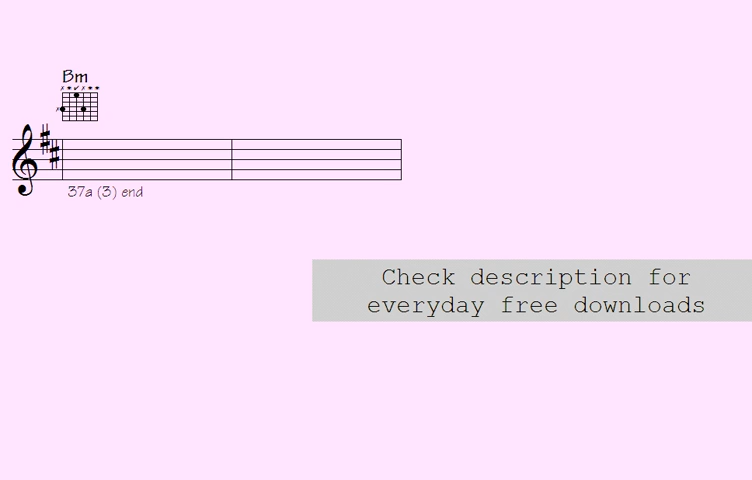 Bm
37a (3) end
Check description for
everyday free downloads